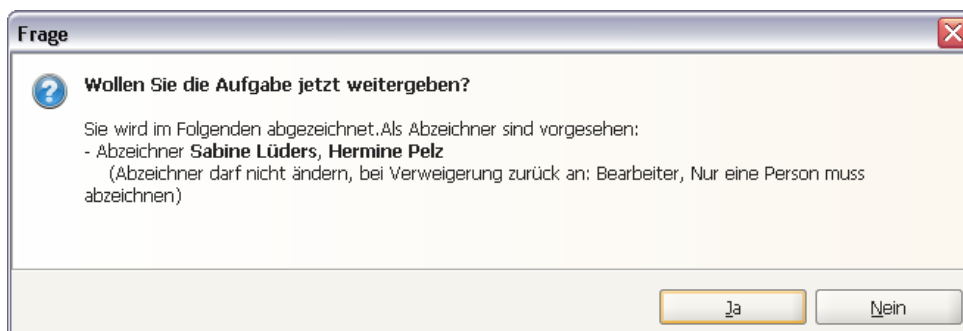 Frage
Wollen Sie die Aufgabe jetzt weitergeben?
Sie wird im Folgenden abgezeichnet.Als Abzeichner sind vorgesehen:
- Abzeichner Sabine Lüders, Hermine Pelz
(Abzeichner darf nicht ändern, bei Verweigerung zurück an: Bearbeiter, Nur eine Person muss
abzeichnen)
Ja Nein